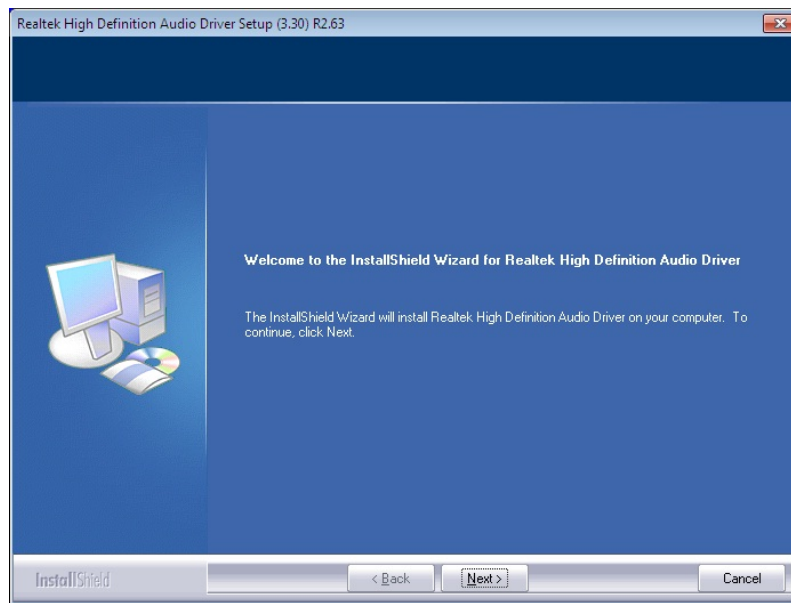 Realtek High Definition Audio Driver Setup (3.30) R2.63
Welcome to the InstallShield Wizard for Realtek High Definition Audio Driver
The InstallShield Wizard will install Realtek High Definition Audio Driver on your computer. To
continue, click Next.
InstallShield
< Back
Next >
Cancel